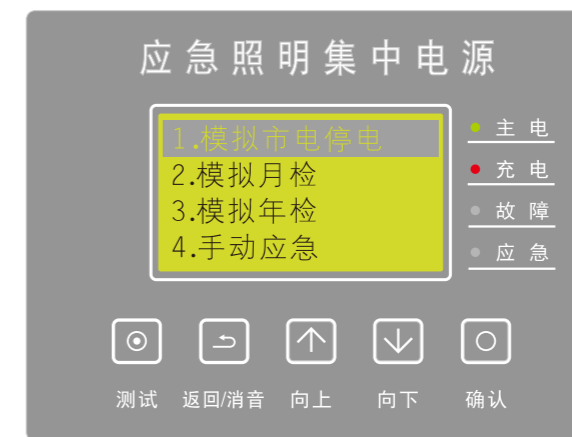 应急照明集中电源
1.模拟市电停电
2.模拟月检
3.模拟年检
4.手动应急
主电
充电
故障
应急
测试 返回/消音 向上 向下 确认